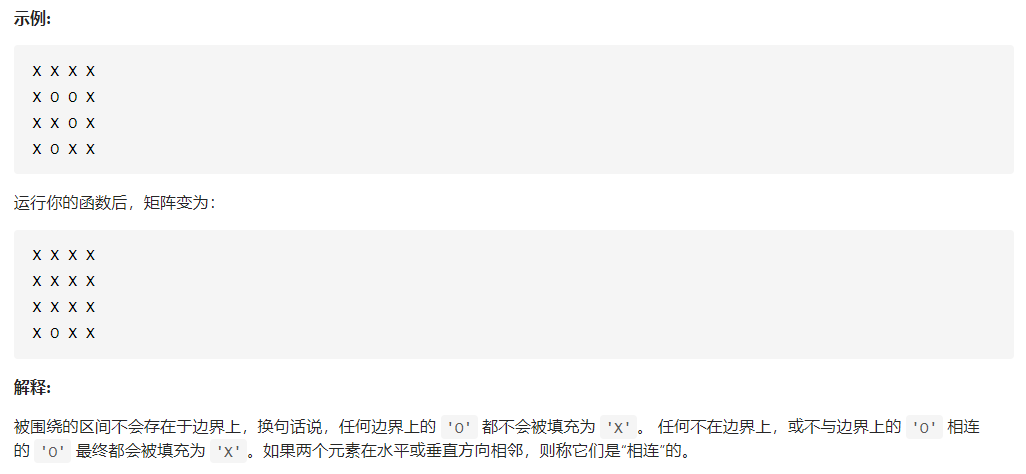 示例:
X X X X
X O O X
X X O X
X O X X
运行你的函数后，矩阵变为：
X X X X
X X X X
X X X X
X O X X
解释:
被围绕的区间不会存在于边界上，换句话说，任何边界上的 'O' 都不会被填充为 'X'。 任何不在边界上，或不与边界上的 'O' 相连
的 'O' 最终都会被填充为 'X'。如果两个元素在水平或垂直方向相邻，则称它们是“相连”的。